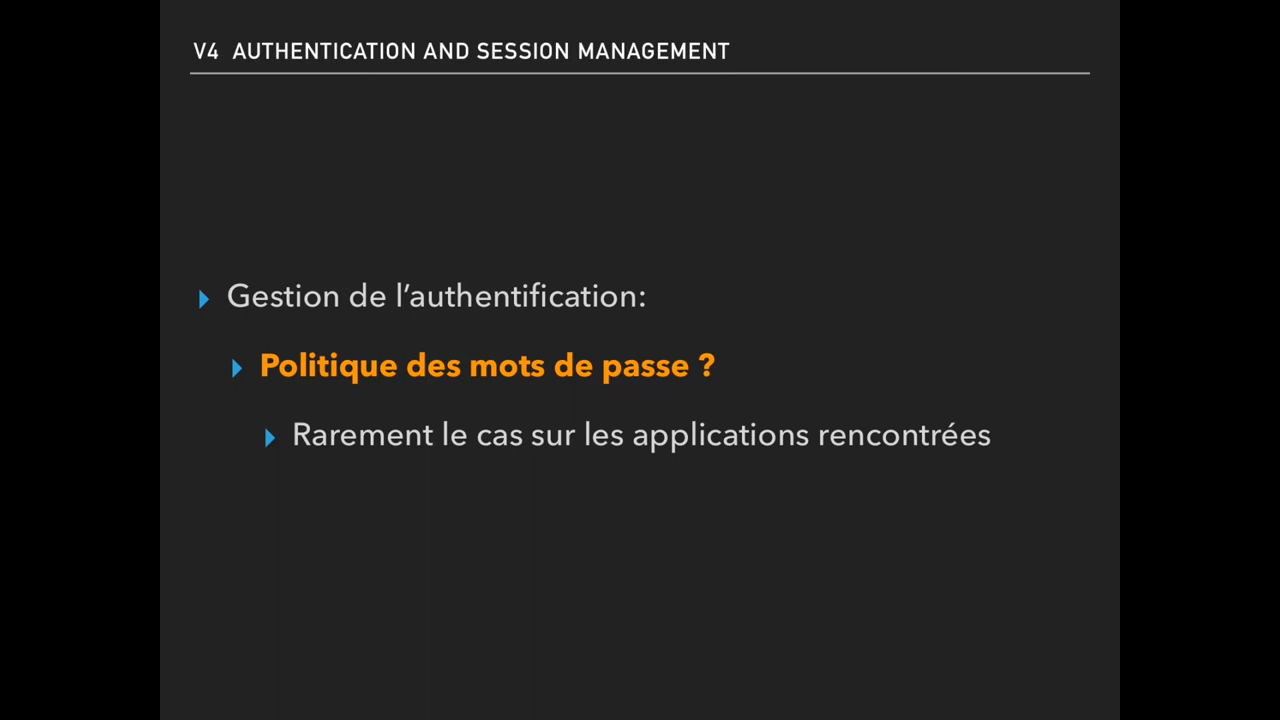 V4 AUTHENTICATION AND SESSION MANAGEMENT
Gestion de l’authentification:
Politique des mots de passe ?
Rarement le cas sur les applications rencontrées